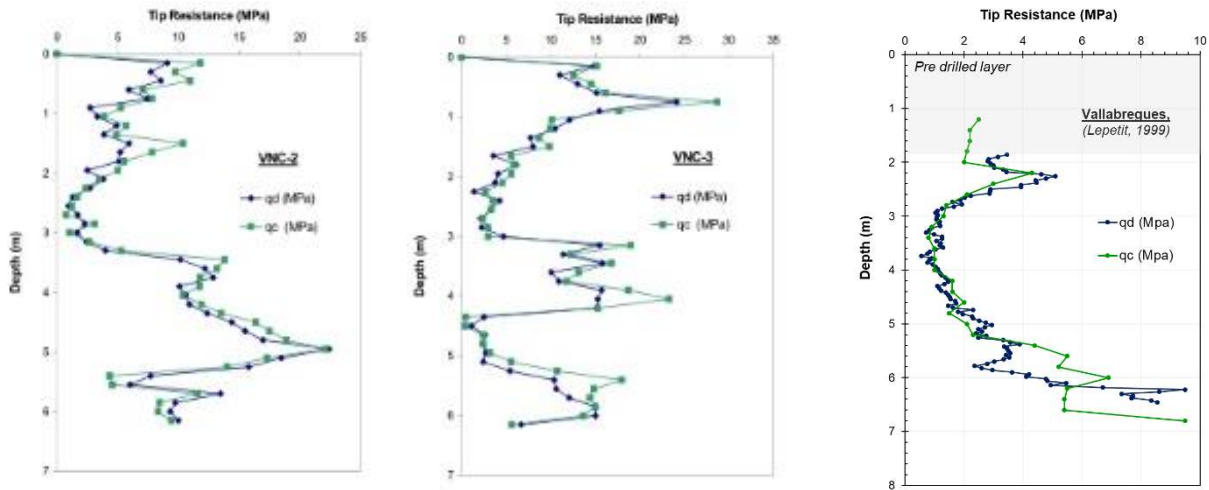 Tip Resistance (MPa)
0 5 10 15 20 25
0
1
2
3
4
5
6
7
Depth (m)
VNC-2
qd (MPa)
qc (MPa)
Tip Resistance (MPa)
0 5 10 15 20 25 30 35
0
1
2
3
4
5
6
7
Depth (m)
VNC-3
qd (MPa)
qc (MPa)
Tip Resistance (MPa)
0 2 4 6 8 10
0
1
2
3
4
5
6
7
8
Depth (m)
Pre drilled layer
Vallabregues,
(Lepetit, 1999)
qd (Mpa)
qc (Mpa)